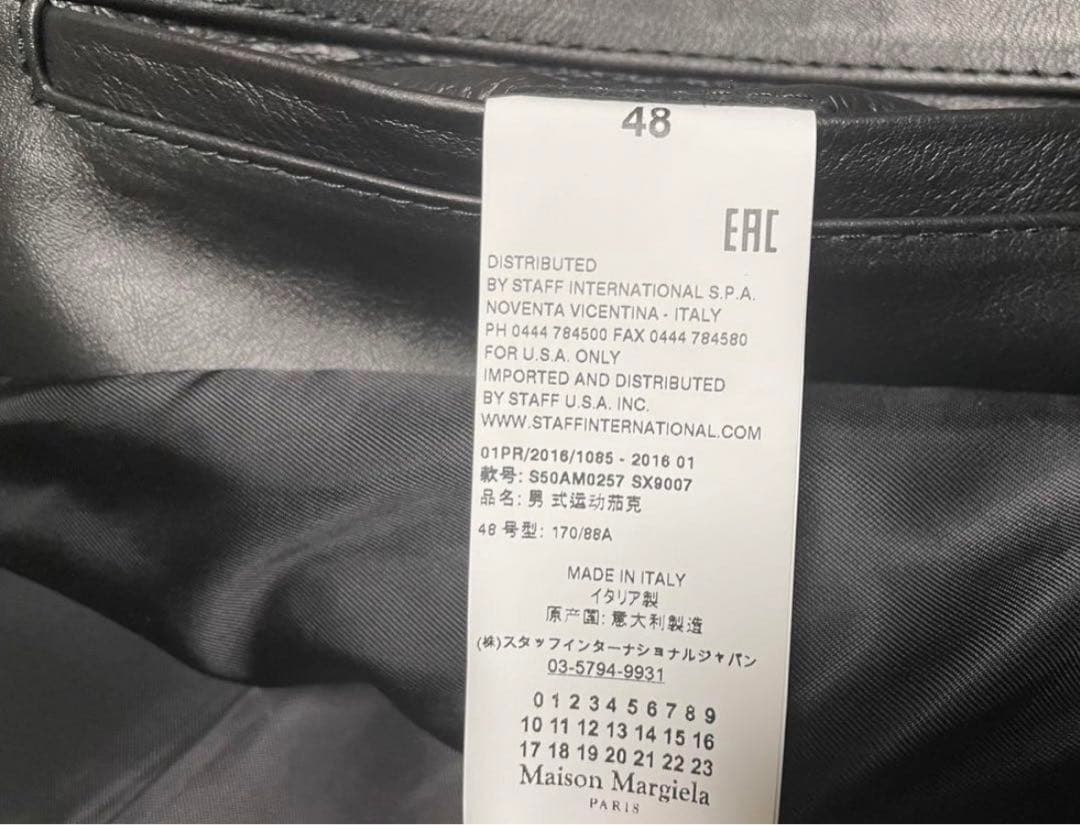 48
EAC
DISTRIBUTED
BY STAFF INTERNATIONAL S.P.A.
NOVENTA VICENTINA - ITALY
PH 0444 784500 FAX 0444 784580
FOR U.S.A. ONLY
IMPORTED AND DISTRIBUTED
BY STAFF U.S.A. INC.
WWW.STAFFINTERNATIONAL.COM
01PR/2016/1085 - 2016 01
款号: S50AM0257 SX9007
品名: 男 式运动茄克
48 号型: 170/88A
MADE IN ITALY
イタリア製
原产国: 意大利製造
(株)スタッフインターナショナルジャパン
03-5794-9931
0 1 2 3 4 5 6 7 8 9
10 11 12 13 14 15 16
17 18 19 20 21 22 23
Maison Margiela
PARIS